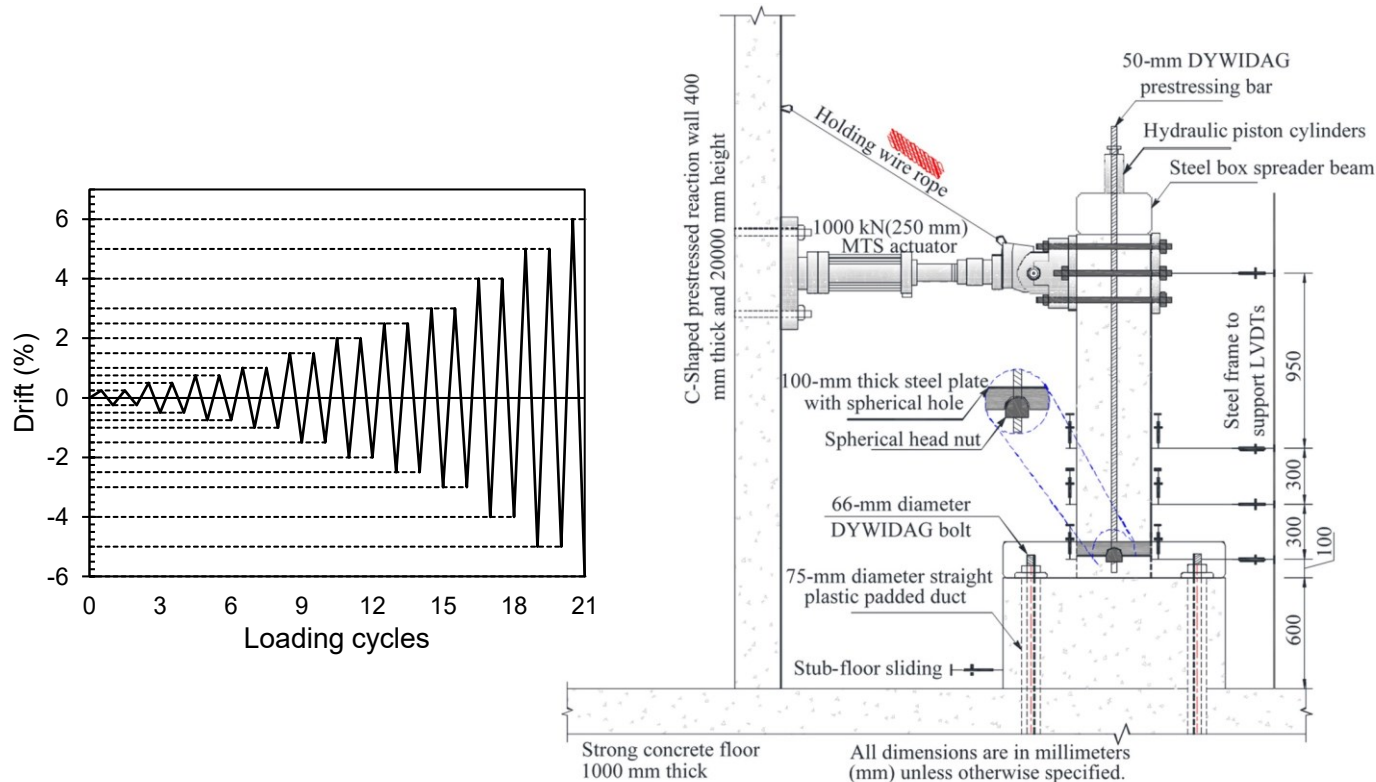 6
4
2
0
-2
-4
-6
0 3 6 9 12 15 18 21
Drift (%)
Loading cycles
C-Shaped prestressed reaction wall 400
mm thick and 20000 mm height
50-mm DYWIDAG
prestressing bar
Hydraulic piston cylinders
Steel box spreader beam
Holding wire rope
1000 kN(250 mm)
MTS actuator
100-mm thick steel plate
with spherical hole
Spherical head nut
66-mm diameter
DYWIDAG bolt
75-mm diameter straight
plastic padded duct
Stub-floor sliding
Steel frame to
support LVDTs
950
300
300
100
600
Strong concrete floor
1000 mm thick
All dimensions are in millimeters
(mm) unless otherwise specified.